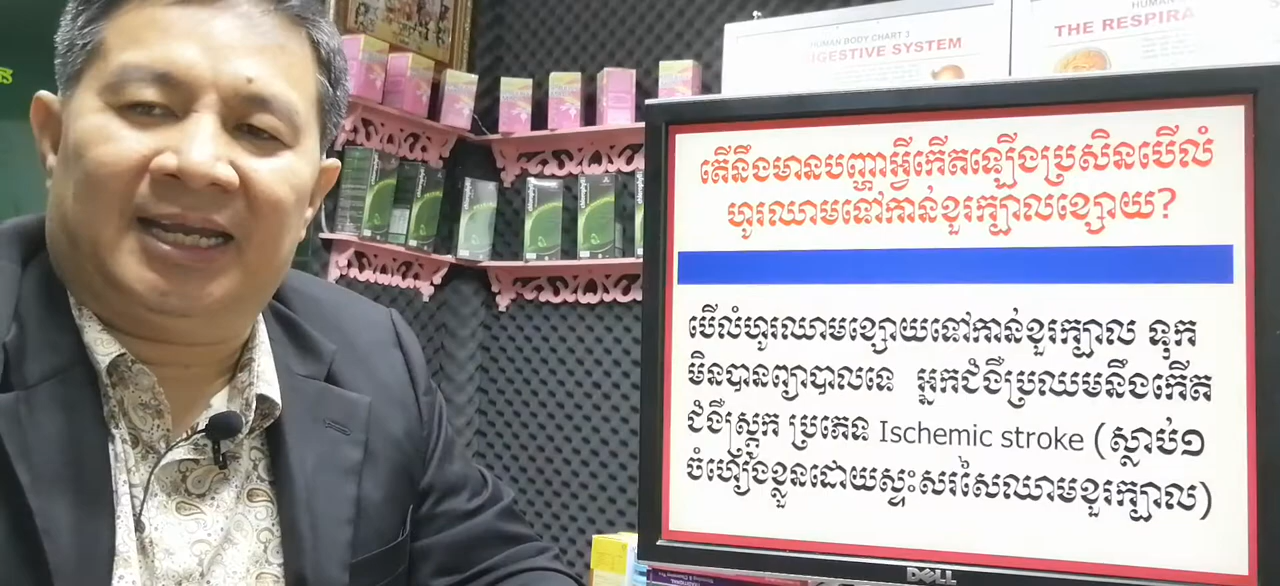 HUMAN BODY CHART 3
DIGESTIVE SYSTEM
THE RESPIRA
តើនឹងមានបញ្ហាអ្វីកើតឡើងប្រសិនបើលំ
ហូរឈាមទៅកាន់ខួរក្បាលខ្សោយ?
បើលំហូរឈាមខ្សោយទៅកាន់ខួរក្បាល ទុក
មិនបានព្យាបាលទេ អ្នកជំងឺប្រឈមនឹងកើត
ជំងឺស្ត្រូក ប្រភេទ Ischemic stroke (ស្លាប់១
ចំហៀងខ្លួនដោយស្ទះសរសៃឈាមខួរក្បាល)
DELL